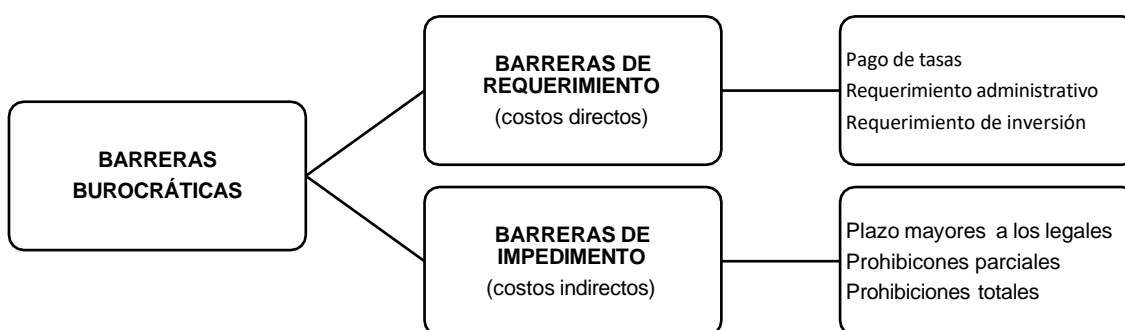 BARRERAS
BUROCRÁTICAS
BARRERAS DE
REQUERIMIENTO
(costos directos)
Pago de tasas
Requerimiento administrativo
Requerimiento de inversión
BARRERAS DE
IMPEDIMENTO
(costos indirectos)
Plazo mayores a los legales
Prohibicones parciales
Prohibiciones totales